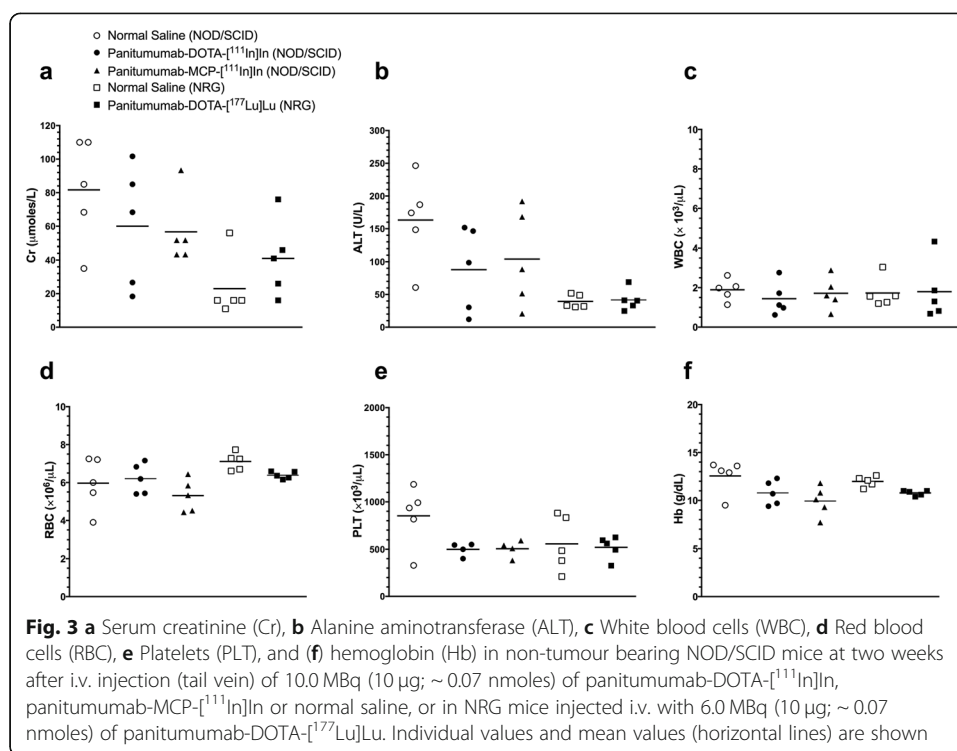 Normal Saline (NOD/SCID)
Panitumumab-DOTA-[¹¹¹In]In (NOD/SCID)
Panitumumab-MCP-[¹¹¹In]In (NOD/SCID)
Normal Saline (NRG)
Panitumumab-DOTA-[¹⁷⁷Lu]Lu (NRG)
a
Cr (μmoles/L)
120
100
80
60
40
20
0
b
ALT (U/L)
300
250
200
150
100
50
0
c
WBC (× 10³/μL)
10
8
6
4
2
0
d
RBC (×10⁶/μL)
10
8
6
4
2
0
e
PLT (×10³/μL)
2000
1500
1000
500
0
f
Hb (g/dL)
20
15
10
5
0
Fig. 3 a Serum creatinine (Cr), b Alanine aminotransferase (ALT), c White blood cells (WBC), d Red blood
cells (RBC), e Platelets (PLT), and (f) hemoglobin (Hb) in non-tumour bearing NOD/SCID mice at two weeks
after i.v. injection (tail vein) of 10.0 MBq (10 μg; ~ 0.07 nmoles) of panitumumab-DOTA-[¹¹¹In]In,
panitumumab-MCP-[¹¹¹In]In or normal saline, or in NRG mice injected i.v. with 6.0 MBq (10 μg; ~ 0.07
nmoles) of panitumumab-DOTA-[¹⁷⁷Lu]Lu. Individual values and mean values (horizontal lines) are shown